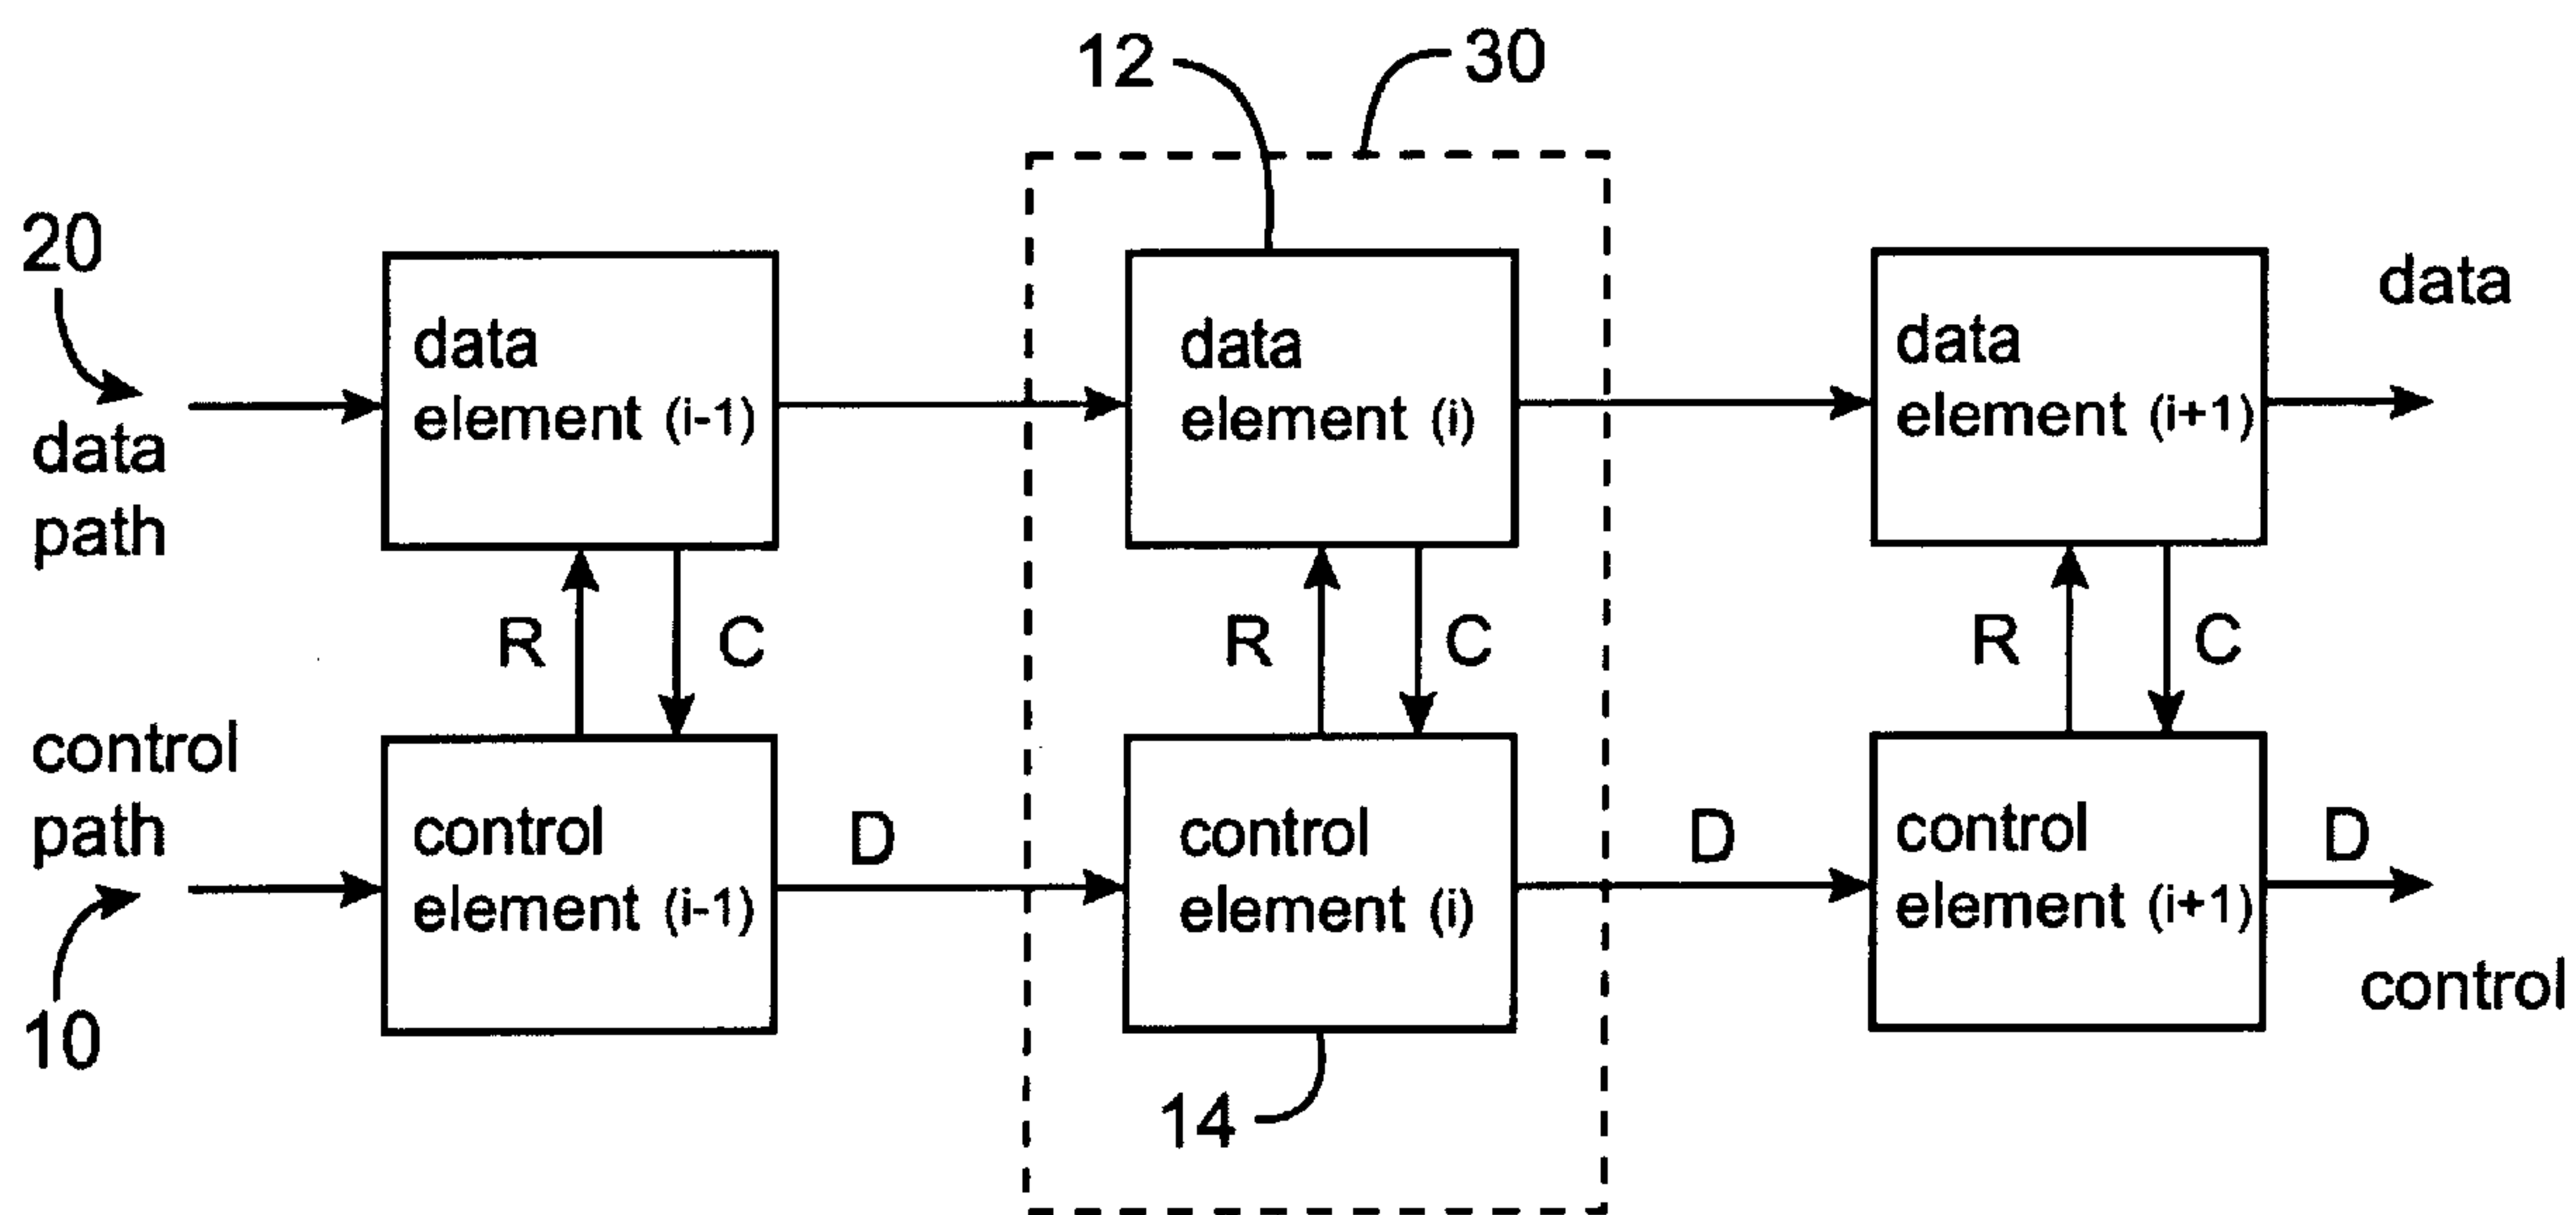 12
30
20
data
path
data
element (i-1)
data
element (i)
data
element (i+1)
data
R
C
R
C
R
C
control
path
10
control
element (i-1)
D
control
element (i)
D
control
element (i+1)
D
control
14